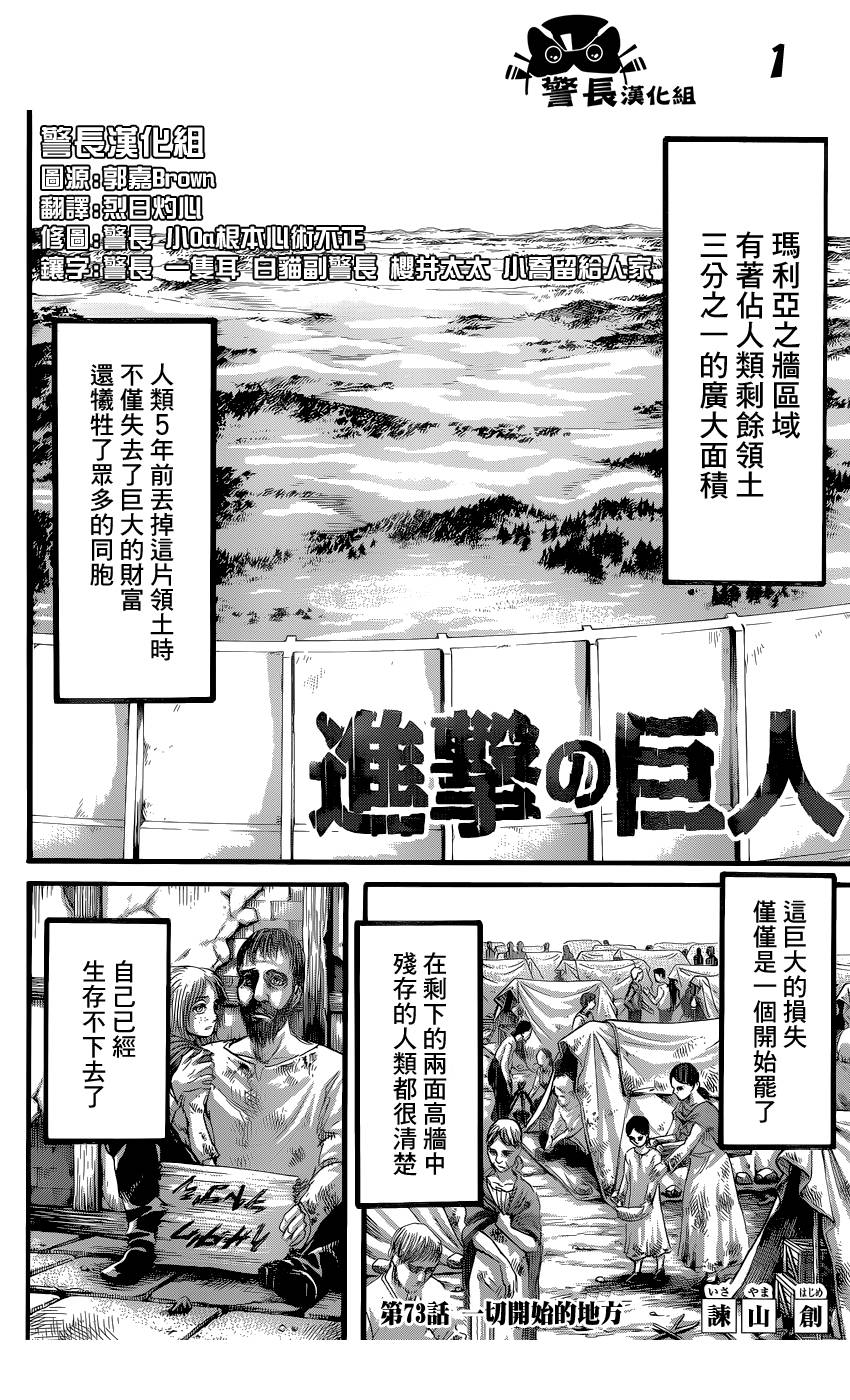 警長漢化組
1
警長漢化組
圖源:郭嘉Brown
翻譯:烈日灼心
修圖:警長 小Oa根本心術不正
鑲字:警長 一隻耳 白貓副警長 櫻井太太 小喬留給人家
瑪利亞之牆區域
有著佔人類剩餘領土
三分之一的廣大面積
人類5年前丟掉這片領土時
不僅失去了巨大的財富
還犧牲了眾多的同胞
進撃の巨人
這巨大的損失
僅僅是一個開始罷了
在剩下的兩面高牆中
殘存的人類都很清楚
自己已經
生存不下去了
第73話 一切開始的地方
いさ やま はじめ
諫山創